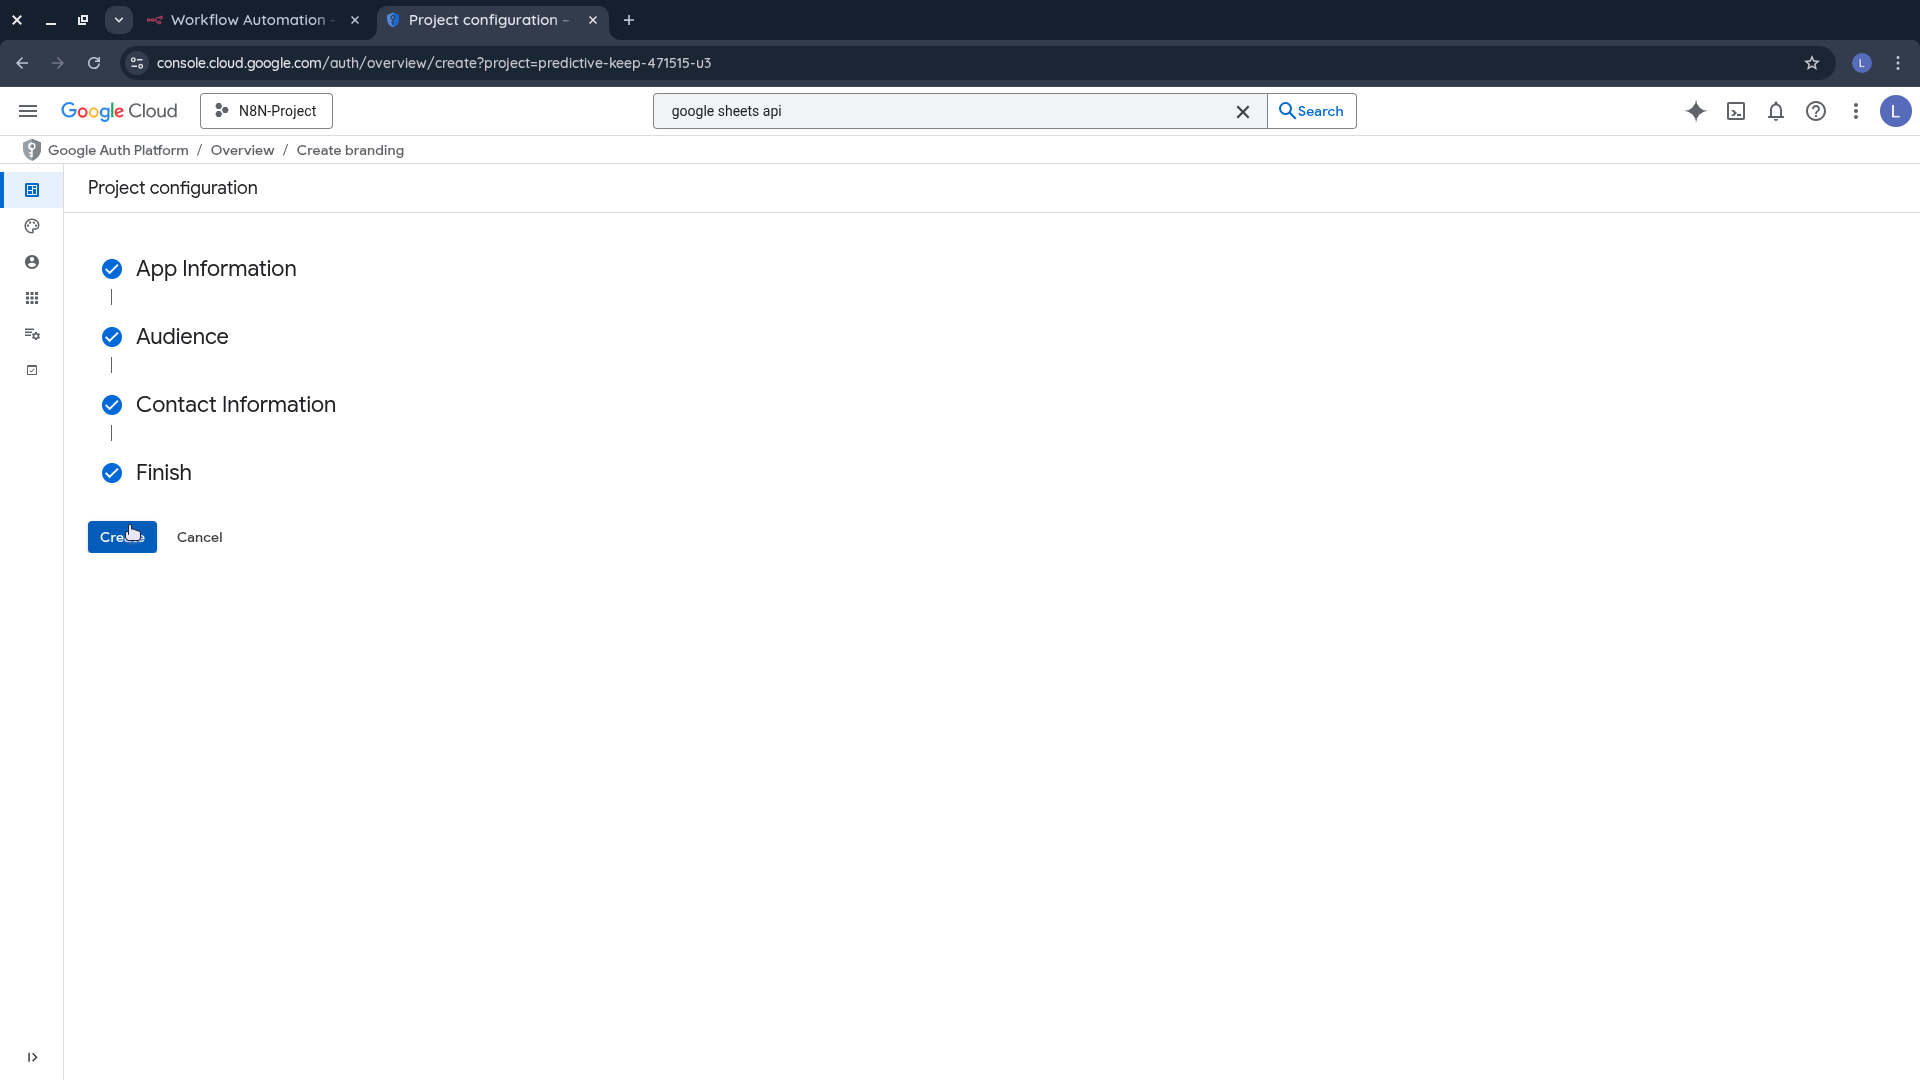 Workflow Automation -
Project configuration –
console.cloud.google.com/auth/overview/create?project=predictive-keep-471515-u3
L
Google Cloud
N8N-Project
google sheets api
Search
L
Google Auth Platform / Overview / Create branding
Project configuration
App Information
Audience
Contact Information
Finish
Cancel